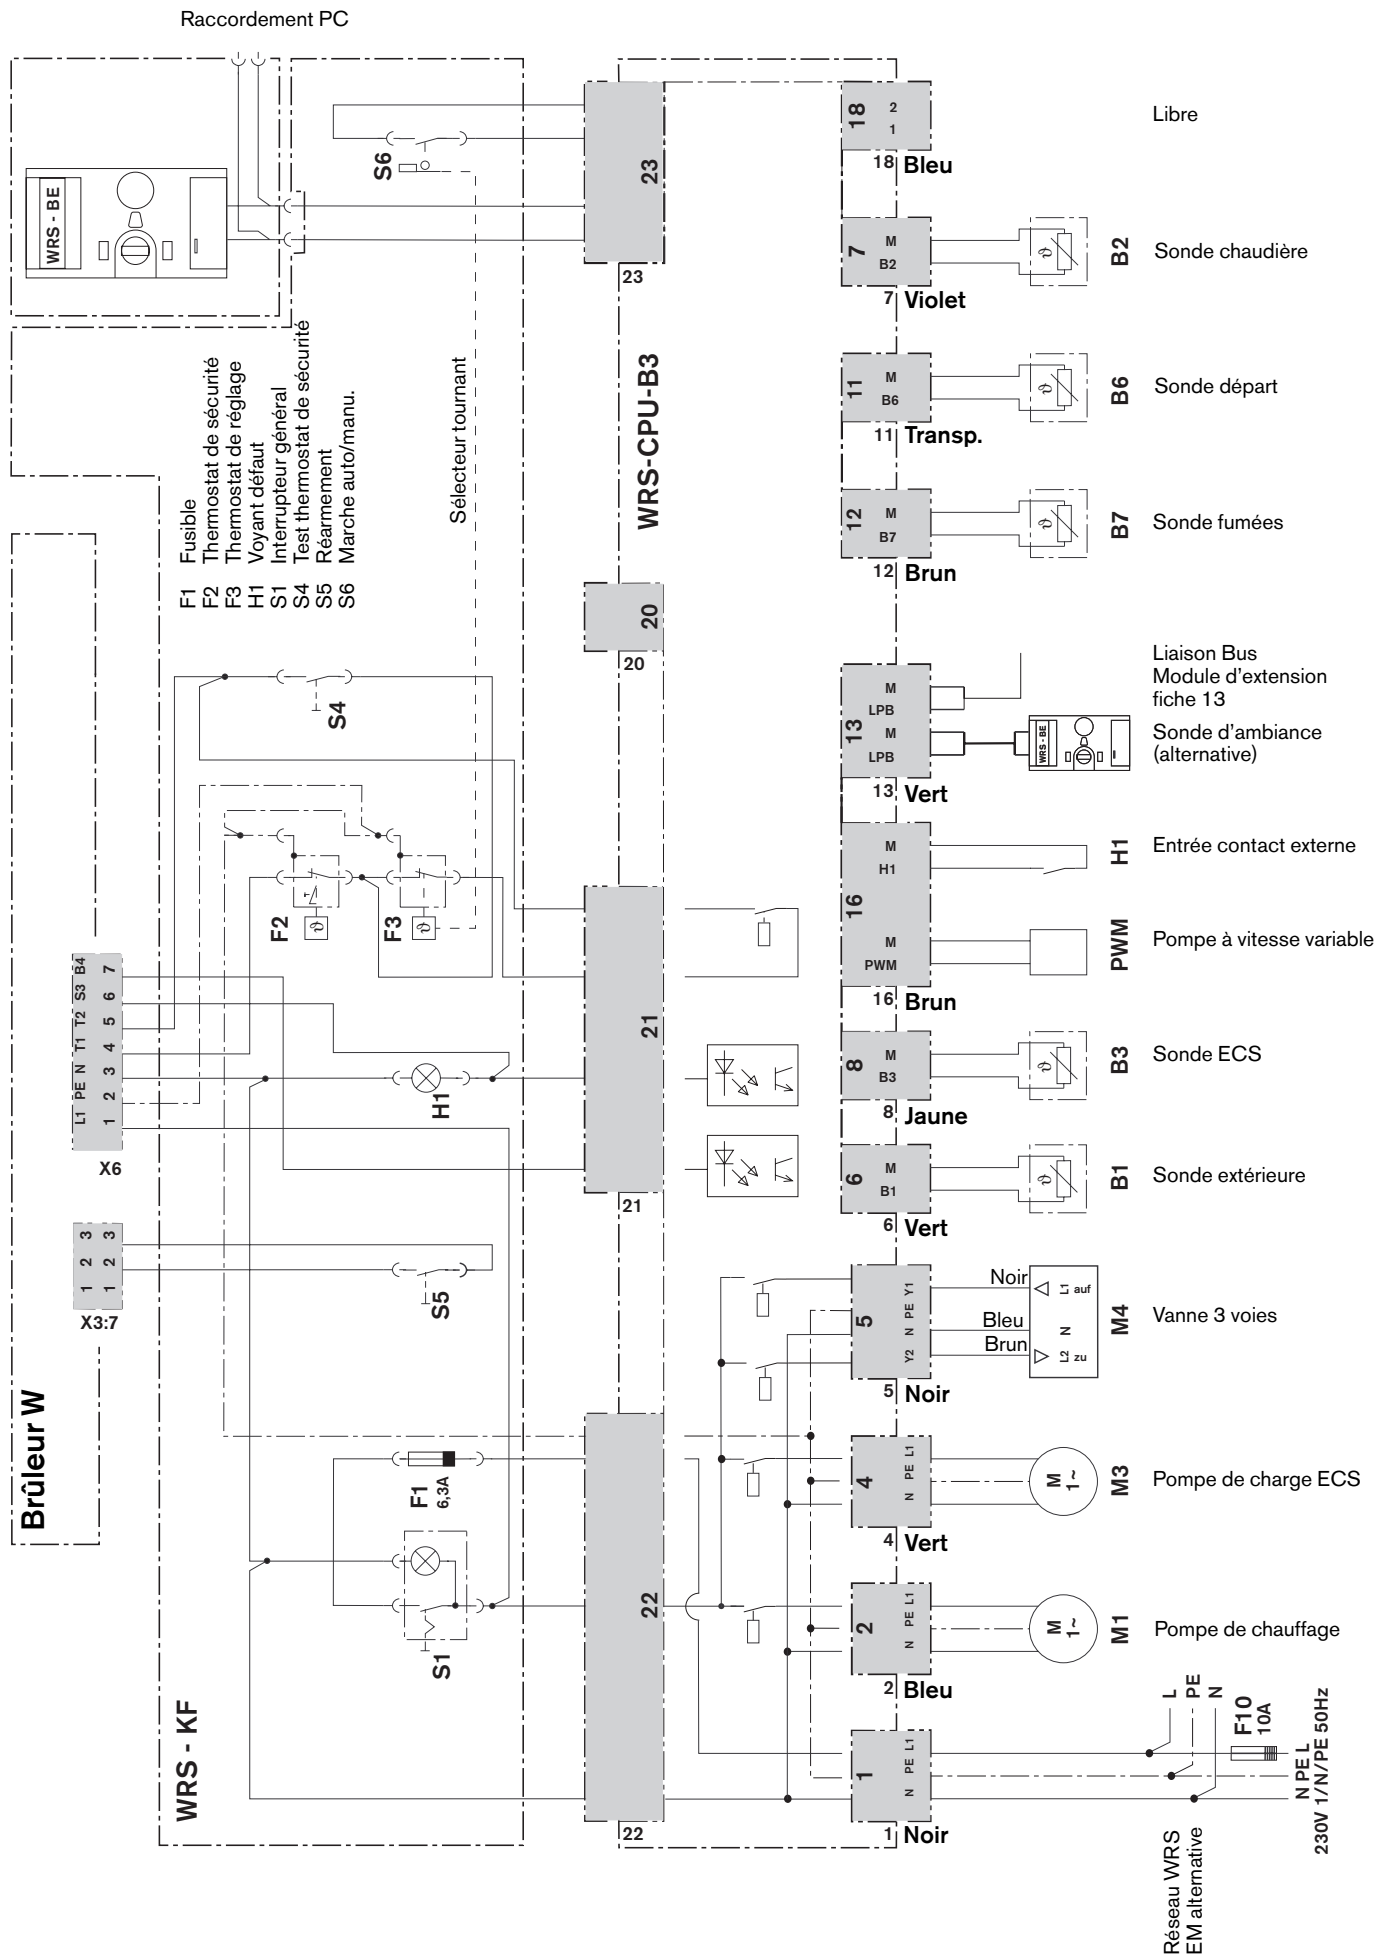 Raccordement PC
WRS - BE
S6
23
23
18
2
1
18 Bleu
Libre
7
M
B2
7 Violet
B2
Sonde chaudière
ϑ
F1 Fusible
F2 Thermostat de sécurité
F3 Thermostat de réglage
H1 Voyant défaut
S1 Interrupteur général
S4 Test thermostat de sécurité
S5 Réarmement
S6 Marche auto/manu.
Sélecteur tournant
WRS-CPU-B3
11
M
B6
11 Transp.
ϑ
B6
Sonde départ
12
M
B7
12 Brun
ϑ
B7
Sonde fumées
20
20
S4
13
M
LPB
M
LPB
13 Vert
Liaison Bus
Module d'extension
fiche 13
WRS - BE
Sonde d'ambiance
(alternative)
F2
ϑ
F3
ϑ
16
M
H1
M
PWM
16 Brun
H1
Entrée contact externe
PWM
Pompe à vitesse variable
L1 PE N T1 T2 S3 B4
1 2 3 4 5 6 7
X6
H1
21
21
8
M
B3
8 Jaune
ϑ
B3
Sonde ECS
6
M
B1
6 Vert
ϑ
B1
Sonde extérieure
1 2 3
1 2 3
X3:7
S5
5
Y2 N PE Y1
5 Noir
Noir
Bleu
Brun
L1 auf
N
L2 zu
M4
Vanne 3 voies
Brûleur W
F1
6,3A
4
N PE L1
4 Vert
M
1~
M3
Pompe de charge ECS
S1
22
22
2
N PE L1
2 Bleu
M
1~
M1
Pompe de chauffage
WRS - KF
1
N PE L1
1 Noir
L
PE
N
F10
10A
N PE L
230V 1/N/PE 50Hz
Réseau WRS
EM alternative